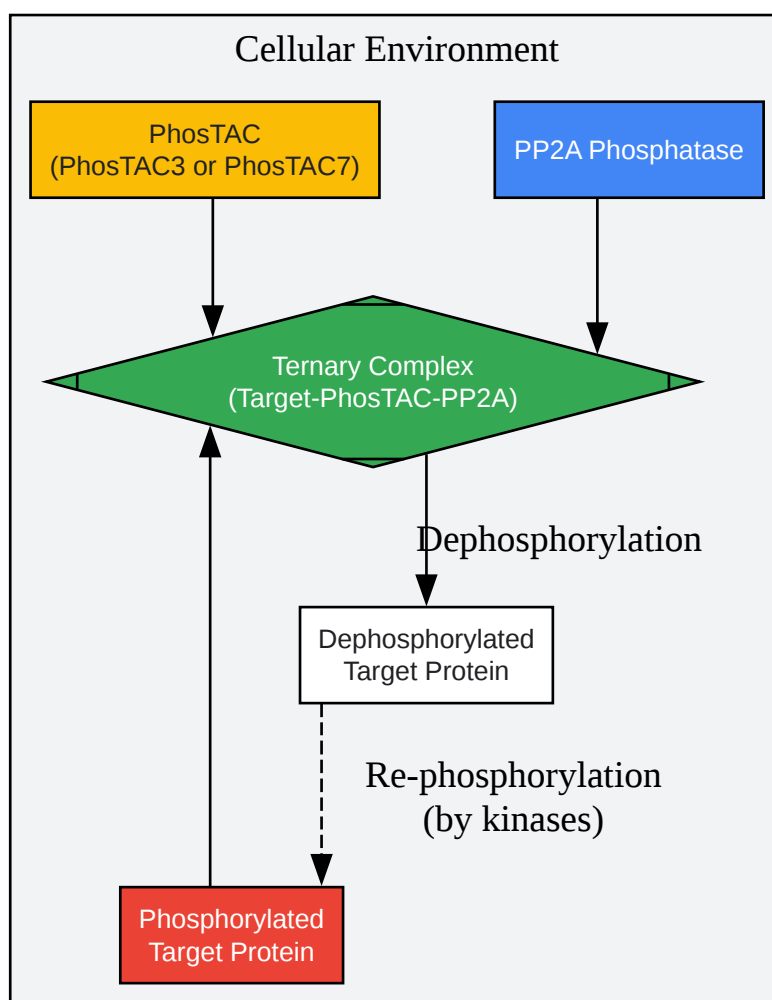 Cellular Environment
PhosTAC
(PhosTAC3 or PhosTAC7)
PP2A Phosphatase
Ternary Complex
(Target-PhosTAC-PP2A)
Dephosphorylation
Dephosphorylated
Target Protein
Re-phosphorylation
(by kinases)
Phosphorylated
Target Protein